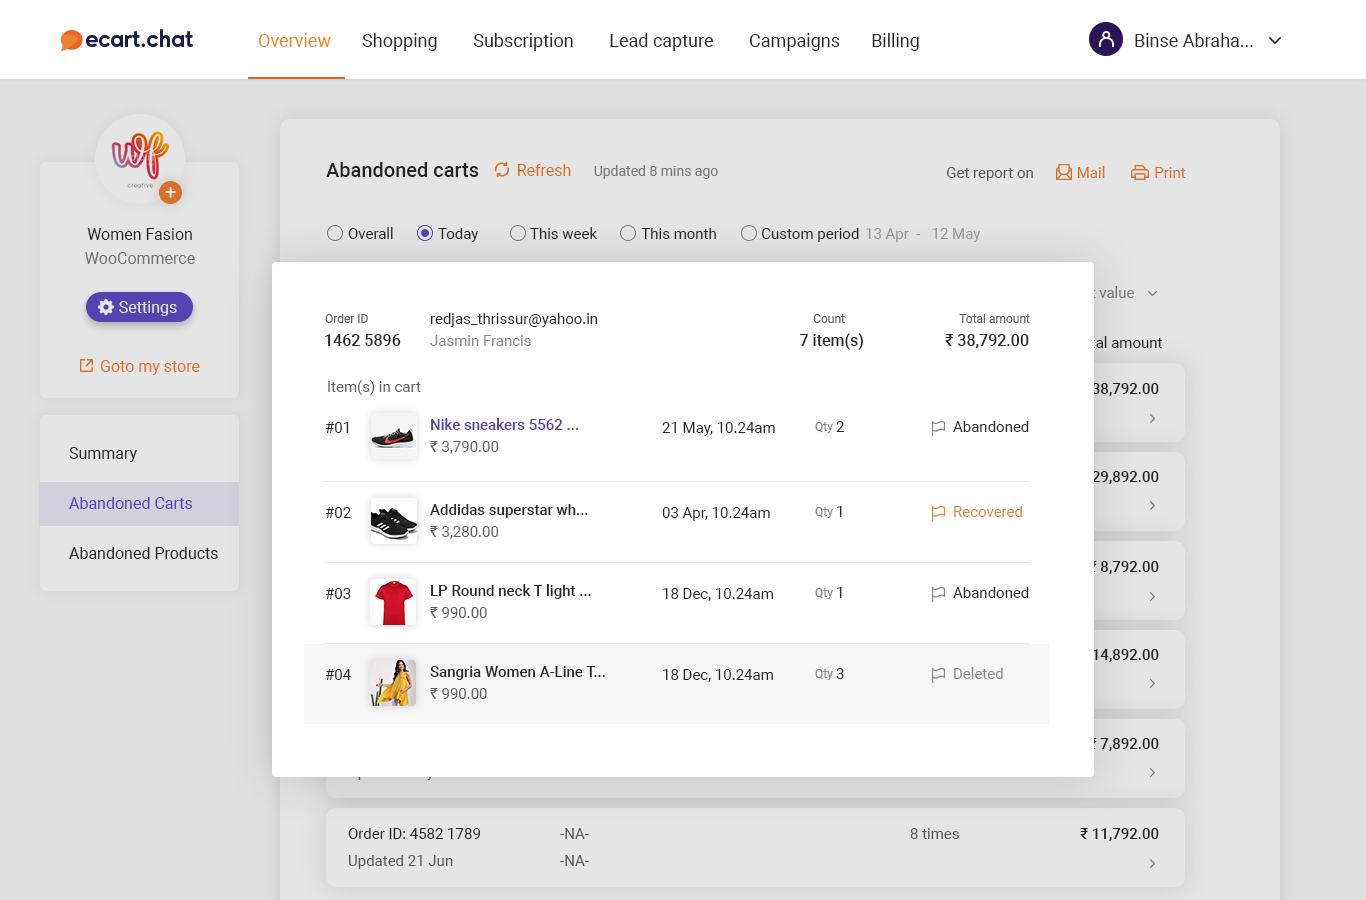 ecart.chat
Overview Shopping Subscription Lead capture Campaigns Billing
Binse Abraha...
wf
creative
Women Fasion
WooCommerce
Settings
Goto my store
Summary
Abandoned Carts
Abandoned Products
Abandoned carts Refresh Updated 8 mins ago
Get report on Mail Print
Overall Today This week This month Custom period 13 Apr - 12 May
value
amount
Order ID redjas_thrissur@yahoo.in Count Total amount
1462 5896 Jasmin Francis 7 item(s) ₹ 38,792.00
Item(s) in cart
#01 Nike sneakers 5562 ... 21 May, 10.24am Qty 2 Abandoned
₹ 3,790.00
#02 Addidas superstar wh... 03 Apr, 10.24am Qty 1 Recovered
₹ 3,280.00
#03 LP Round neck T light ... 18 Dec, 10.24am Qty 1 Abandoned
₹ 990.00
#04 Sangria Women A-Line T... 18 Dec, 10.24am Qty 3 Deleted
₹ 990.00
38,792.00
29,892.00
₹ 8,792.00
14,892.00
₹ 7,892.00
Order ID: 4582 1789 -NA- 8 times ₹ 11,792.00
Updated 21 Jun -NA-